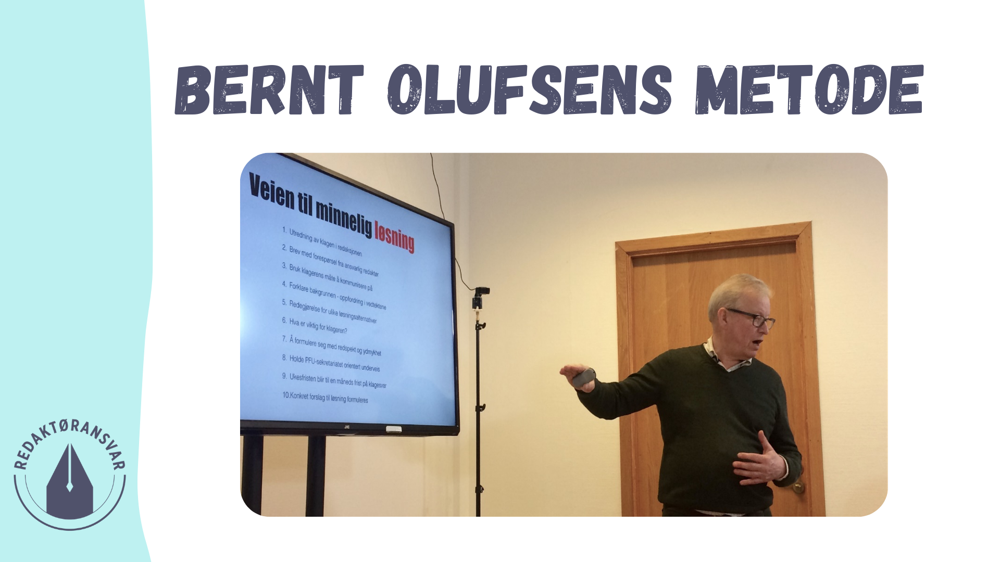 BERNT OLUFSENS METODE
Veien til minnelig løsning
1. Utredning av klagen i redaksjonen
2. Brev med forespørsel fra ansvarlig redaktør
3. Bruk klagerens måte å kommunisere på
4. Forklare bakgrunnen - oppfordring i vedtektene
5. Redegjørelse for ulike løsningsalternativer
6. Hva er viktig for klageren?
7. Å formulere seg med redspekt og ydmykhet
8. Holde PFU-sekretariatet orientert underveis
9. Ukesfristen blir til en måneds frist på klagesvar
10.Konkret forslag til løsning formuleres
JVC
REDAKTØRANSVAR